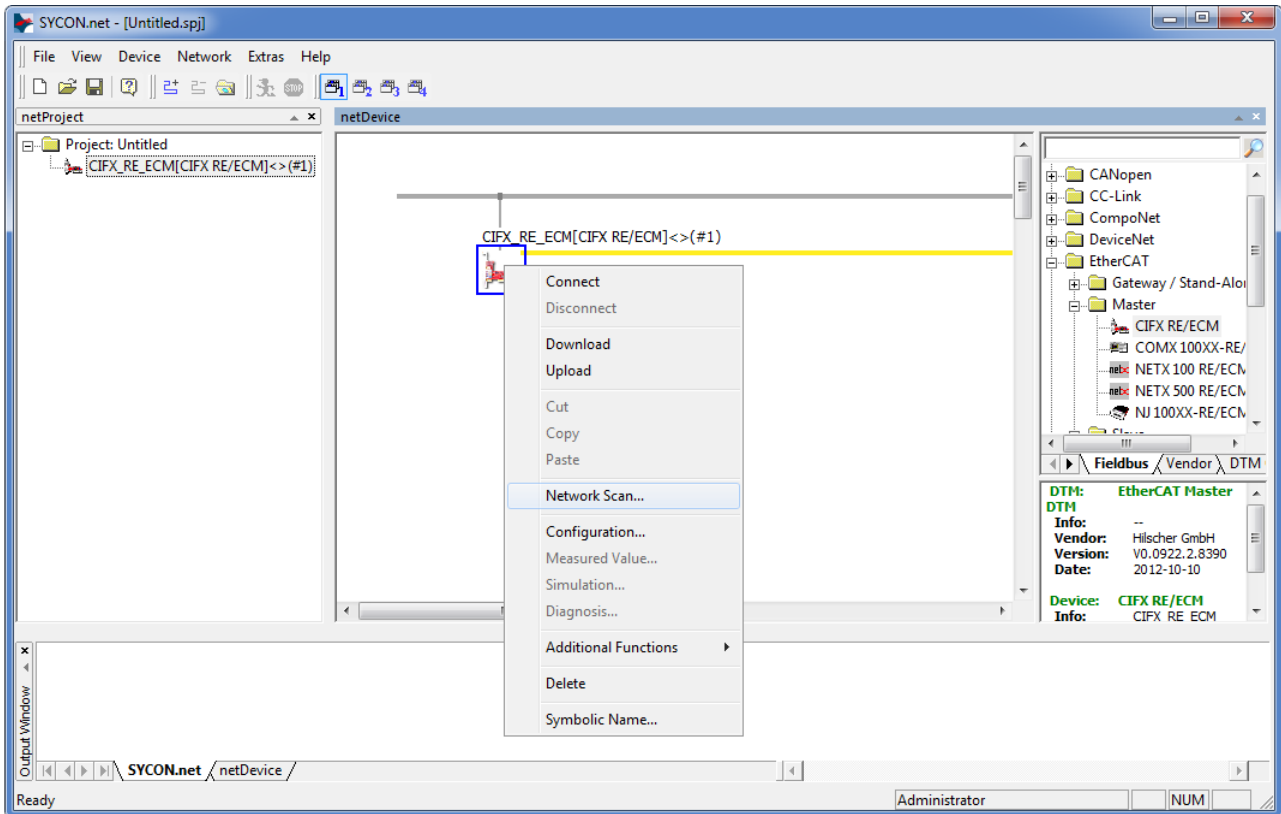 SYCON.net - [Untitled.spj]
File View Device Network Extras Help
netProject
netDevice
Project: Untitled
CIFX_RE_ECM[CIFX RE/ECM]<>(#1)
CIFX_RE_ECM[CIFX RE/ECM]<>(#1)
Connect
Disconnect
Download
Upload
Cut
Copy
Paste
Network Scan...
Configuration...
Measured Value...
Simulation...
Diagnosis...
Additional Functions
Delete
Symbolic Name...
CANopen
CC-Link
CompoNet
DeviceNet
EtherCAT
Gateway / Stand-Alo
Master
CIFX RE/ECM
COMX 100XX-RE/
NETX 100 RE/ECM
NETX 500 RE/ECM
NJ 100XX-RE/ECM
Fieldbus Vendor DTM
DTM: EtherCAT Master
DTM
Info: --
Vendor: Hilscher GmbH
Version: V0.0922.2.8390
Date: 2012-10-10
Device: CIFX RE/ECM
Info: CIFX RE ECM
Output Window
SYCON.net netDevice
Ready
Administrator
NUM